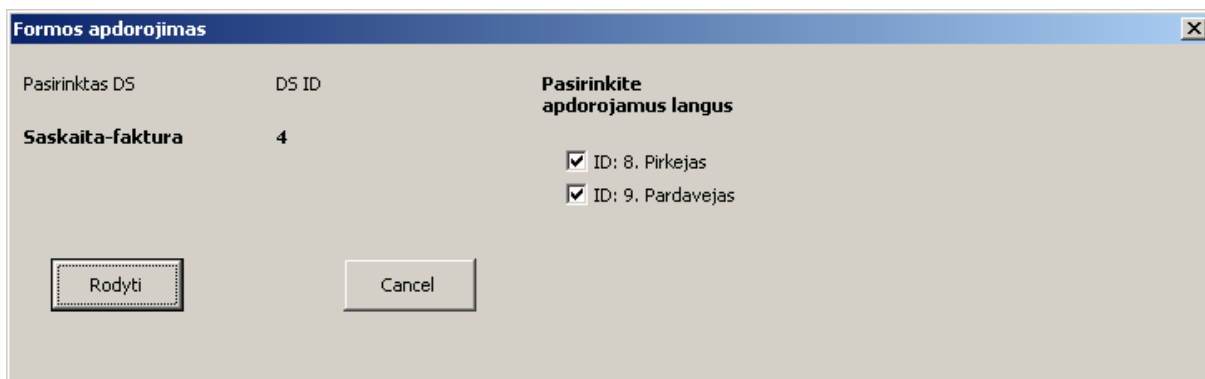 Formos apdorojimas
Pasirinktas DS
DS ID
Pasirinkite
apdorojamus langus
Saskaita-faktura
4
ID: 8. Pirkejas
ID: 9. Pardavejas
Rodyti
Cancel